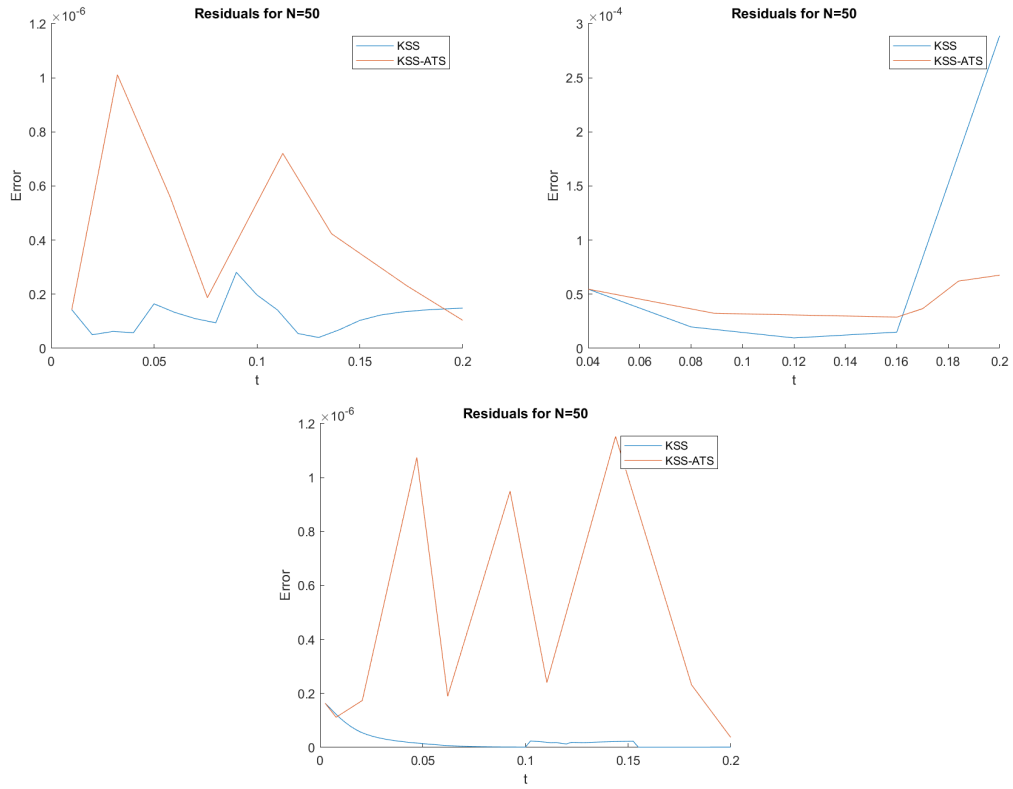 Residuals for N=50
×10^-6
1.2
1
0.8
0.6
0.4
0.2
0
Error
0
0.05
0.1
0.15
0.2
t
KSS
KSS-ATS
Residuals for N=50
×10^-4
3
2.5
2
1.5
1
0.5
0
Error
0.04
0.06
0.08
0.1
0.12
0.14
0.16
0.18
0.2
t
KSS
KSS-ATS
Residuals for N=50
×10^-6
1.2
1
0.8
0.6
0.4
0.2
0
Error
0
0.05
0.1
0.15
0.2
t
KSS
KSS-ATS